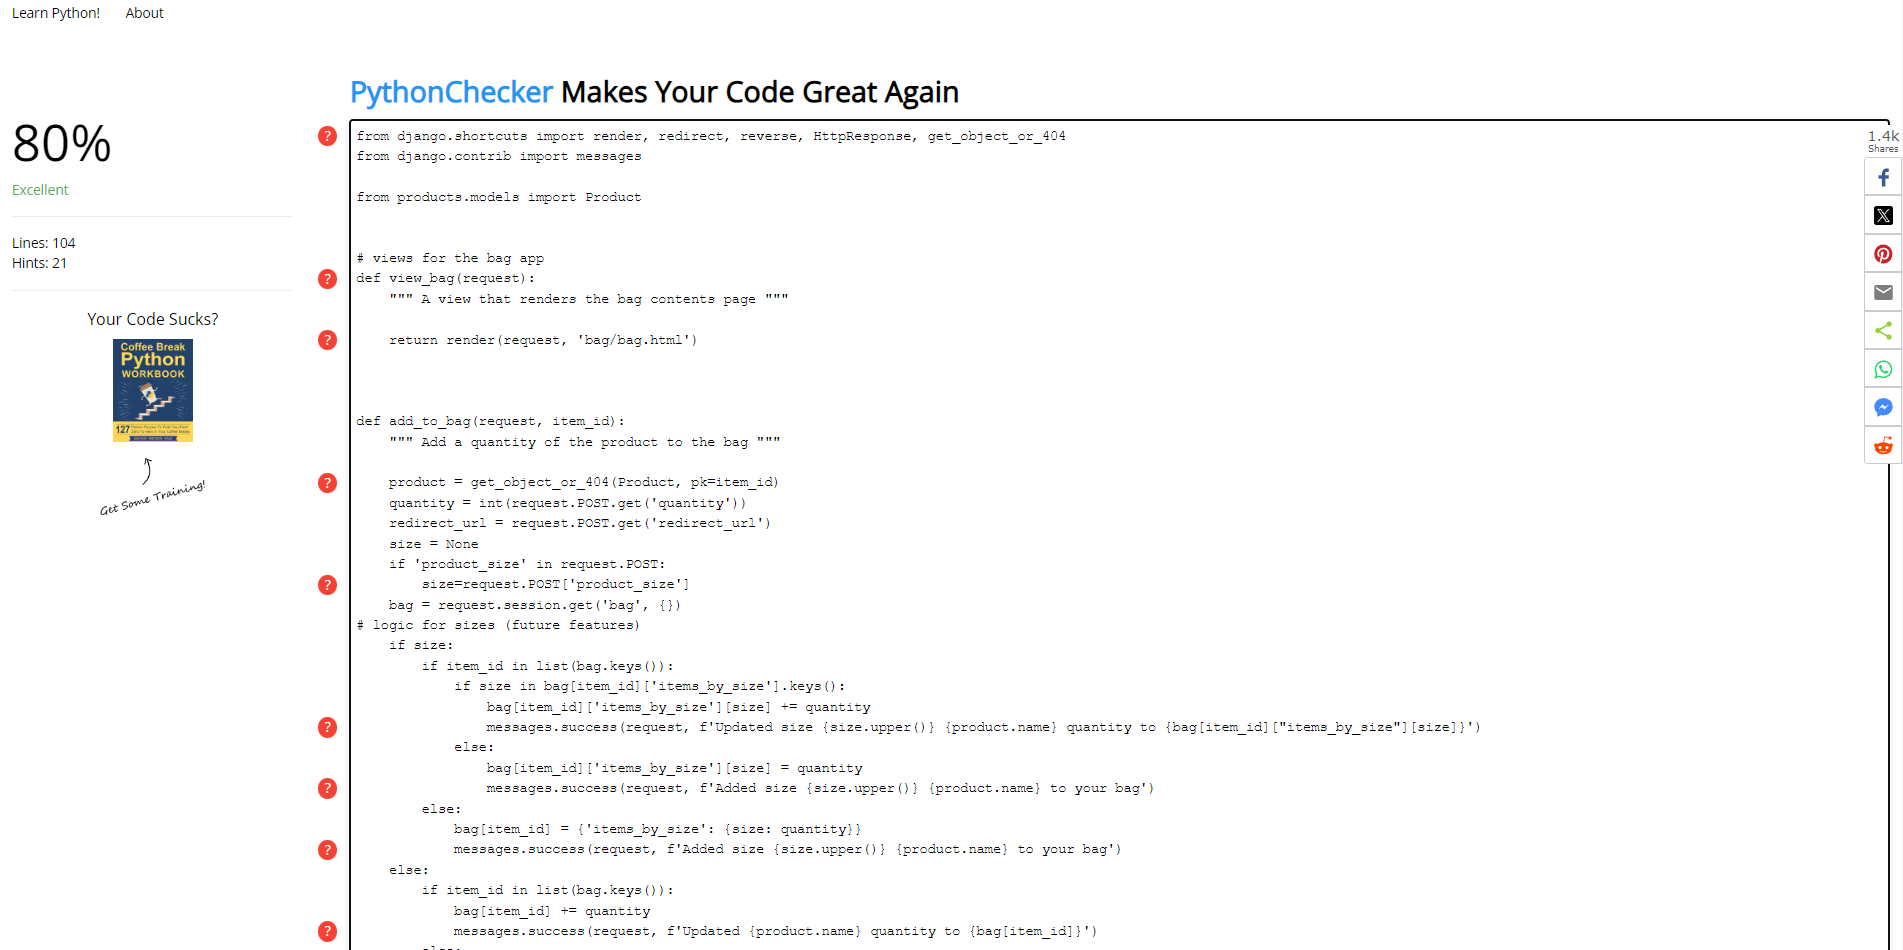 Learn Python! About
PythonChecker Makes Your Code Great Again
80%
Excellent
Lines: 104
Hints: 21
Your Code Sucks?
Coffee Break
Python
WORKBOOK
127
Get Some Training!
? from django.shortcuts import render, redirect, reverse, HttpResponse, get_object_or_404
from django.contrib import messages
from products.models import Product
# views for the bag app
? def view_bag(request):
    """ A view that renders the bag contents page """
?     return render(request, 'bag/bag.html')
def add_to_bag(request, item_id):
    """ Add a quantity of the product to the bag """
?     product = get_object_or_404(Product, pk=item_id)
    quantity = int(request.POST.get('quantity'))
    redirect_url = request.POST.get('redirect_url')
    size = None
    if 'product_size' in request.POST:
?         size=request.POST['product_size']
    bag = request.session.get('bag', {})
# logic for sizes (future features)
    if size:
        if item_id in list(bag.keys()):
            if size in bag[item_id]['items_by_size'].keys():
                bag[item_id]['items_by_size'][size] += quantity
?                 messages.success(request, f'Updated size {size.upper()} {product.name} quantity to {bag[item_id]["items_by_size"][size]}')
            else:
                bag[item_id]['items_by_size'][size] = quantity
?                 messages.success(request, f'Added size {size.upper()} {product.name} to your bag')
        else:
            bag[item_id] = {'items_by_size': {size: quantity}}
?             messages.success(request, f'Added size {size.upper()} {product.name} to your bag')
    else:
        if item_id in list(bag.keys()):
            bag[item_id] += quantity
?             messages.success(request, f'Updated {product.name} quantity to {bag[item_id]}')
1.4k
Shares